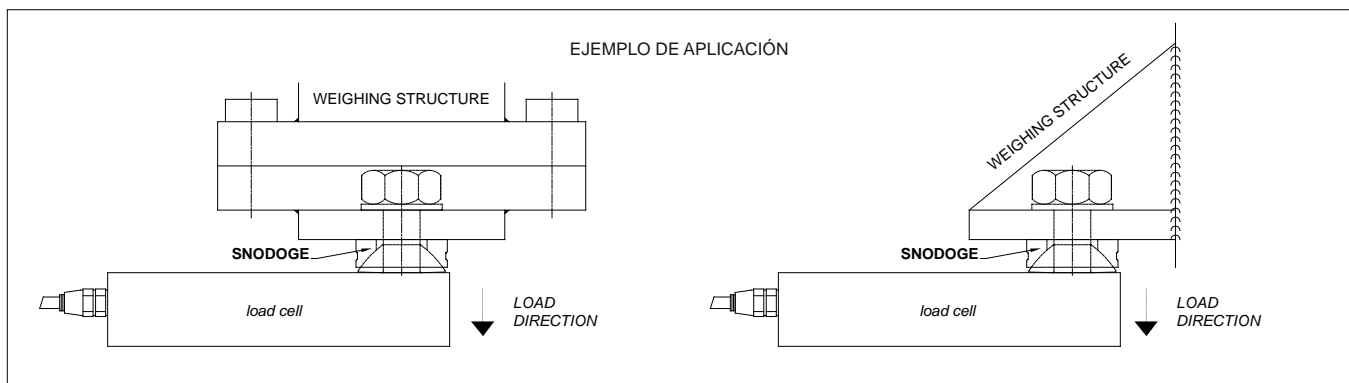 EJEMPLO DE APLICACIÓN
WEIGHING STRUCTURE
SNODOGE
load cell
LOAD
DIRECTION
WEIGHING STRUCTURE
SNODOGE
load cell
LOAD
DIRECTION